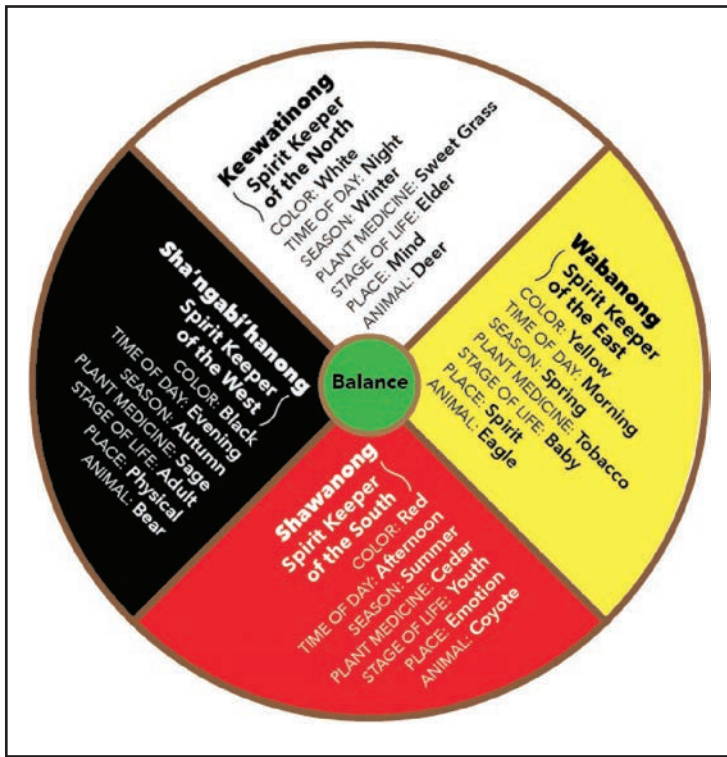 Keewatinong
Spirit Keeper
of the North
COLOR: White
TIME OF DAY: Night
SEASON: Winter
PLANT MEDICINE: Sweet Grass
STAGE OF LIFE: Elder
PLACE: Mind
ANIMAL: Deer
Wabanong
Spirit Keeper
of the East
COLOR: Yellow
TIME OF DAY: Morning
SEASON: Spring
PLANT MEDICINE: Tobacco
STAGE OF LIFE: Baby
PLACE: Spirit
ANIMAL: Eagle
Sha'ngabi'hanong
Spirit Keeper
of the West
COLOR: Black
TIME OF DAY: Evening
SEASON: Autumn
PLANT MEDICINE: Sage
STAGE OF LIFE: Adult
PLACE: Physical
ANIMAL: Bear
Balance
Shawanong
Spirit Keeper
of the South
COLOR: Red
TIME OF DAY: Afternoon
SEASON: Summer
PLANT MEDICINE: Cedar
STAGE OF LIFE: Youth
PLACE: Emotion
ANIMAL: Coyote